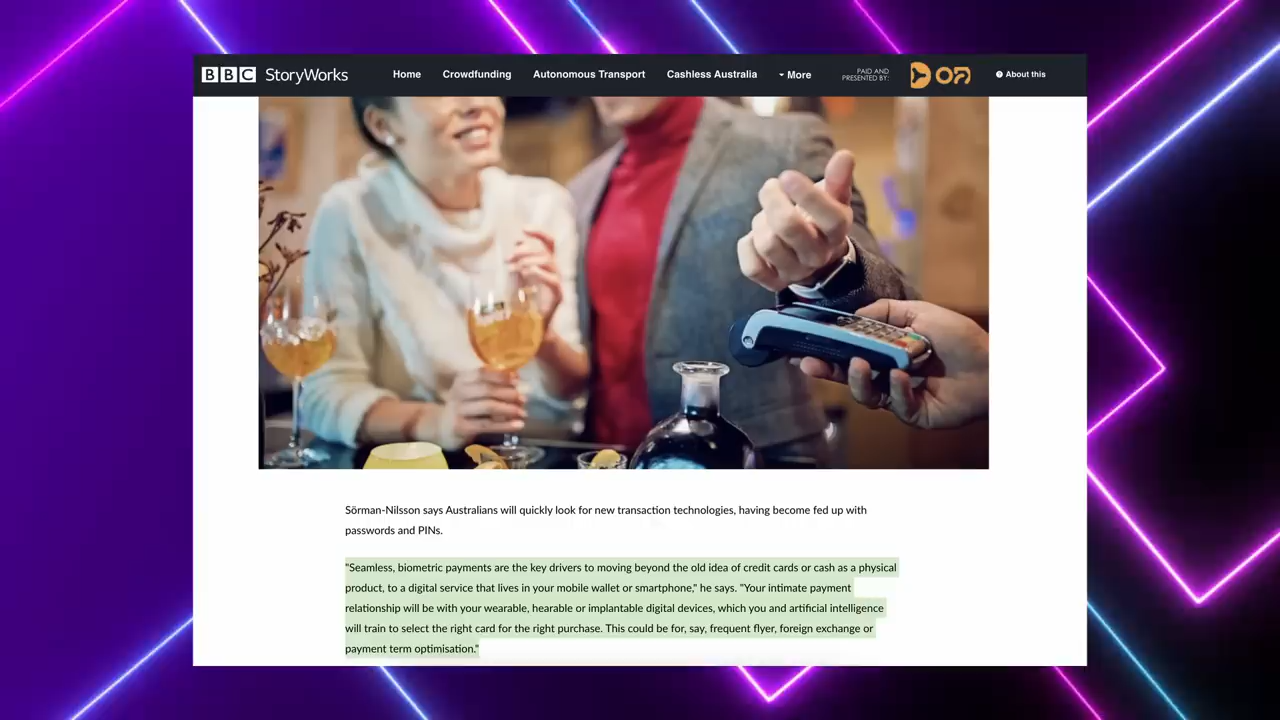 BBC StoryWorks Home Crowdfunding Autonomous Transport Cashless Australia More PAID AND PRESENTED BY: About this
Sörman-Nilsson says Australians will quickly look for new transaction technologies, having become fed up with
passwords and PINs.
"Seamless, biometric payments are the key drivers to moving beyond the old idea of credit cards or cash as a physical
product, to a digital service that lives in your mobile wallet or smartphone," he says. "Your intimate payment
relationship will be with your wearable, hearable or implantable digital devices, which you and artificial intelligence
will train to select the right card for the right purchase. This could be for, say, frequent flyer, foreign exchange or
payment term optimisation."